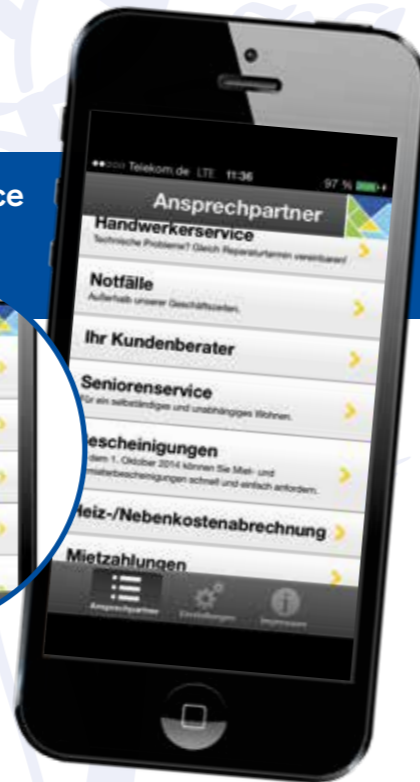 ce
Telekom.de LTE 11:36 97 %
Ansprechpartner
Handwerkerservice
Technische Probleme? Gleich Reparaturtermin vereinbaren!
Notfälle
Außerhalb unserer Geschäftszeiten.
Ihr Kundenberater
Seniorenservice
Für ein selbständiges und unabhängiges Wohnen.
escheinigungen
dem 1. Oktober 2014 können Sie Miet- und
mieterbescheinigungen schnell und einfach anfordern.
Heiz-/Nebenkostenabrechnung
Mietzahlungen
Ansprechpartner Einstellungen Impressum